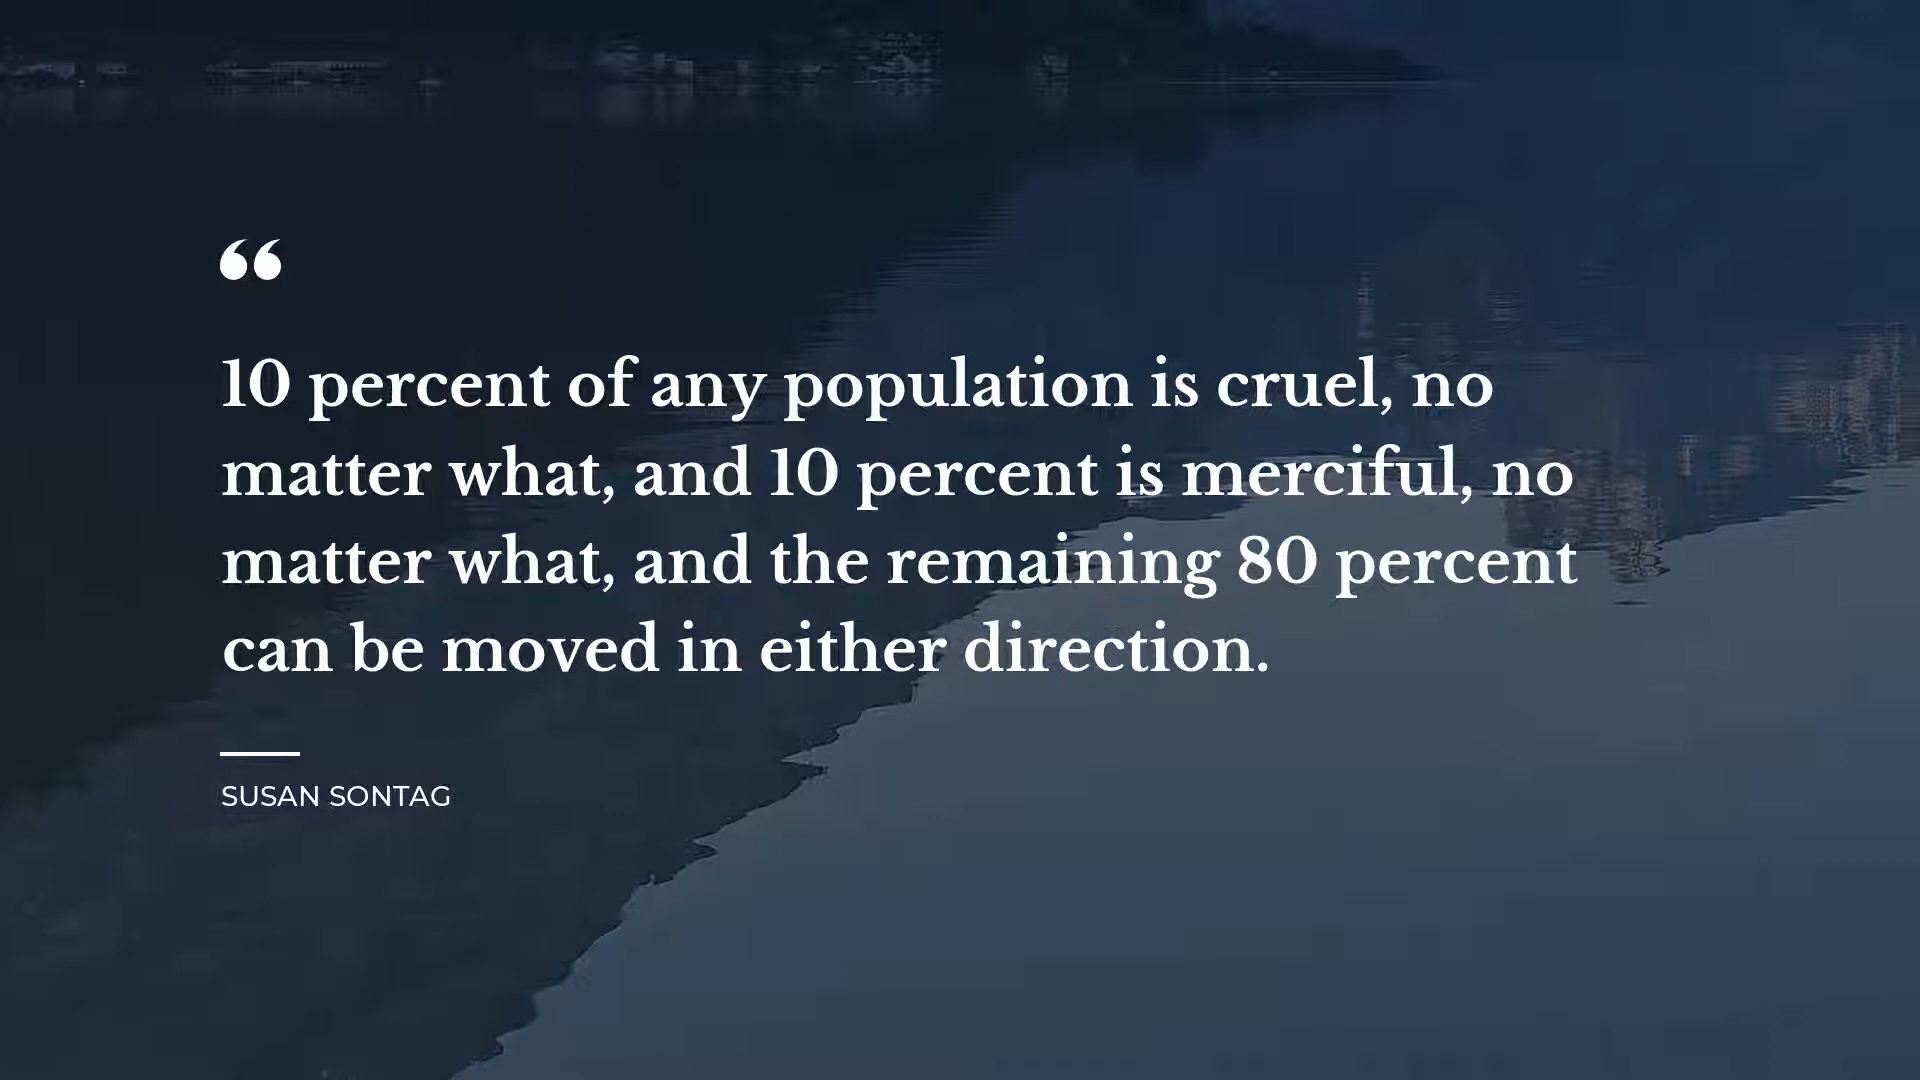 “
10 percent of any population is cruel, no
matter what, and 10 percent is merciful, no
matter what, and the remaining 80 percent
can be moved in either direction.
SUSAN SONTAG